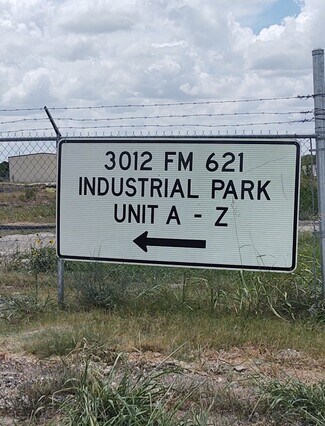 3012 FM 621
INDUSTRIAL PARK
UNIT A - Z